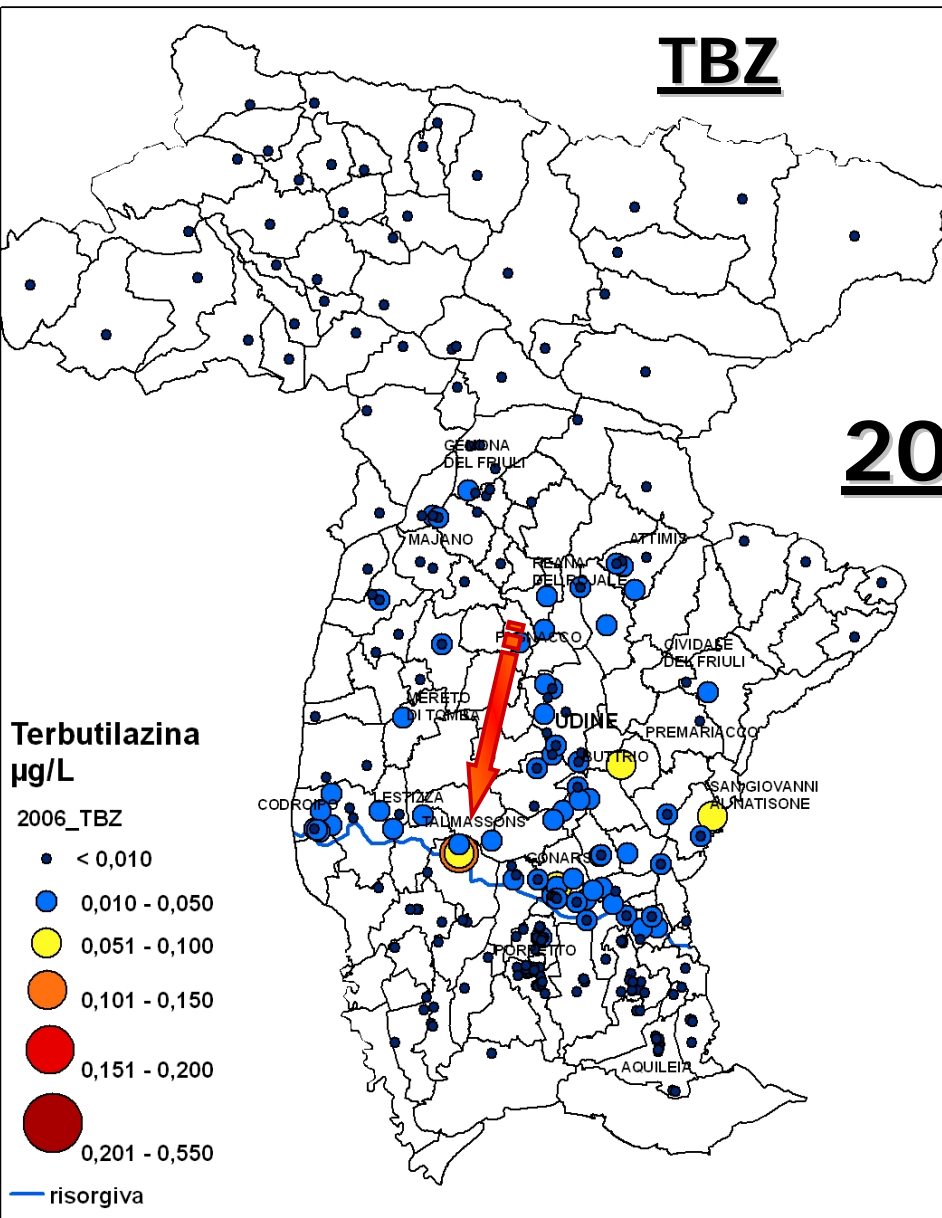 TBZ
20
GEMONA
DEL FRIULI
MAJANO
ATTIMIS
REANA
DEL ROJALE
PAGNACCO
CIVIDALE
DEL FRIULI
MERETO
DI TOMBA
UDINE
PREMARIACCO
BUTTRIO
SAN GIOVANNI
AL NATISONE
CODROIPO
LESTIZZA
TALMASSONS
GONARS
PORPETTO
AQUILEIA
Terbutilazina
µg/L
2006_TBZ
< 0,010
0,010 - 0,050
0,051 - 0,100
0,101 - 0,150
0,151 - 0,200
0,201 - 0,550
risorgiva